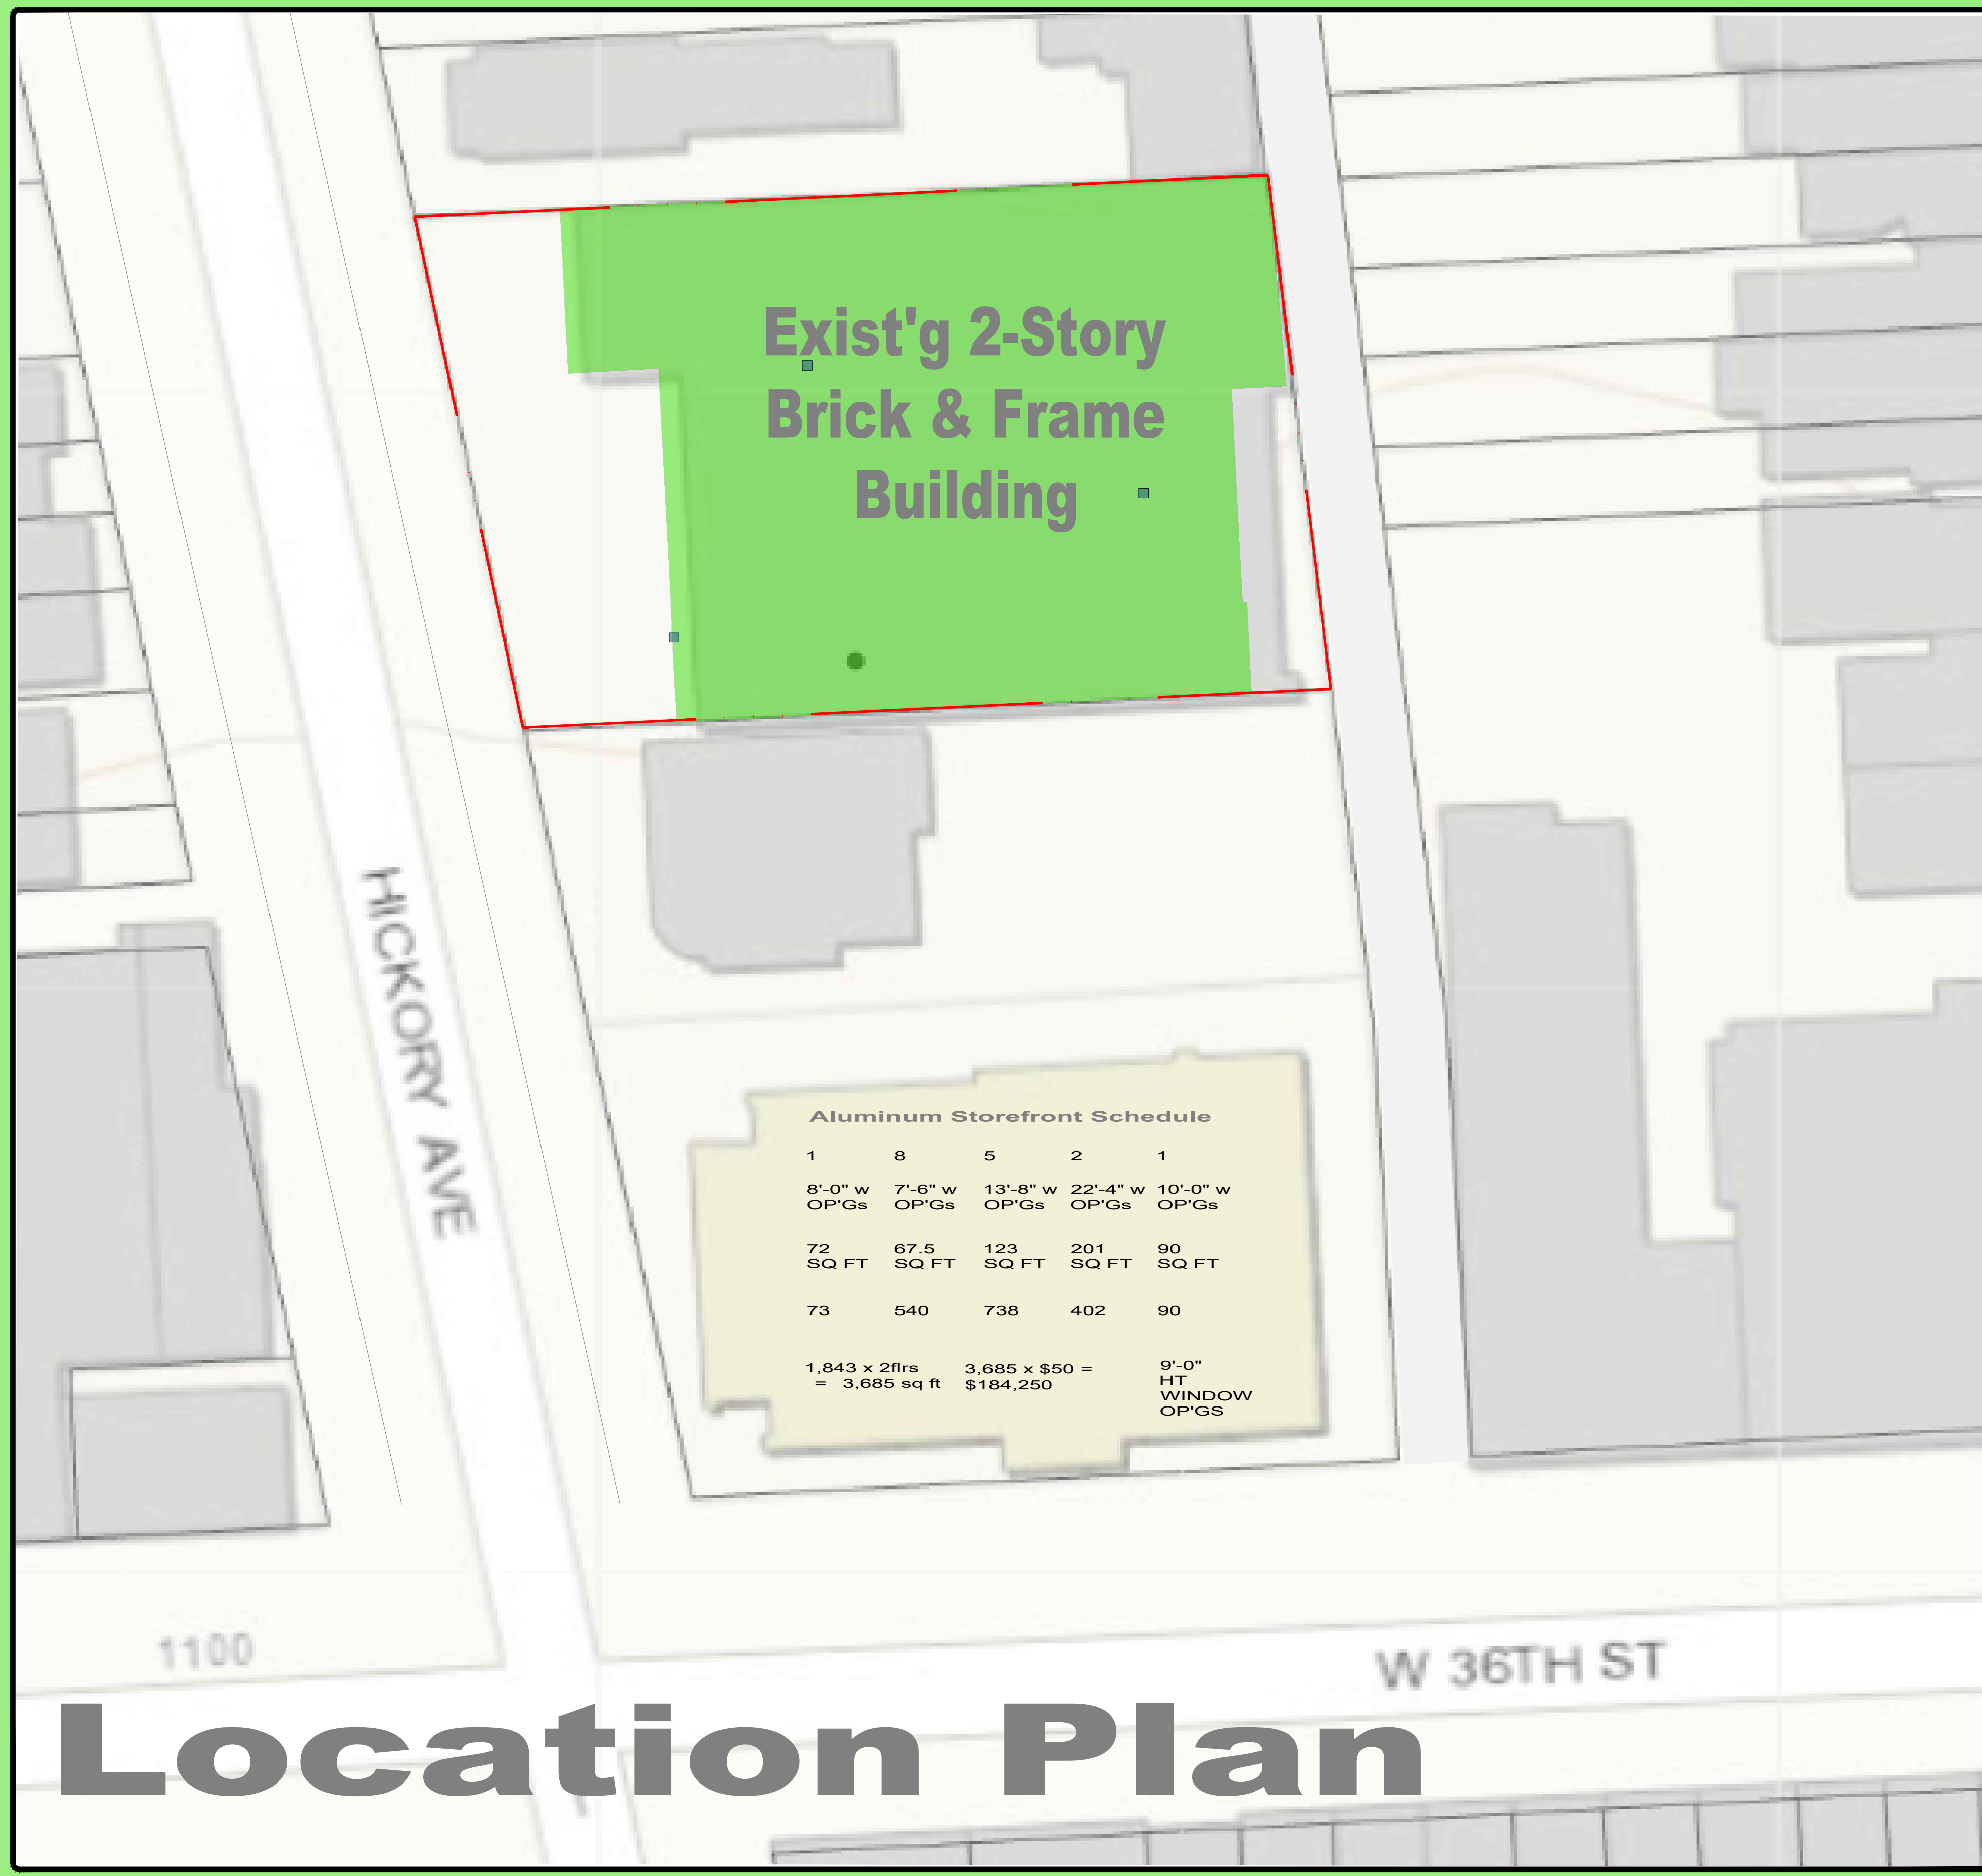 Exist'g 2-Story
Brick & Frame
Building
HICKORY AVE
Aluminum Storefront Schedule
1 8 5 2 1
8'-0" w 7'-6" w 13'-8" w 22'-4" w 10'-0" w
OP'Gs OP'Gs OP'Gs OP'Gs OP'Gs
72 67.5 123 201 90
SQ FT SQ FT SQ FT SQ FT SQ FT
73 540 738 402 90
1,843 x 2flrs
= 3,685 sq ft
3,685 x $50 =
$184,250
9'-0"
HT
WINDOW
OP'GS
1100
W 36TH ST
Location Plan